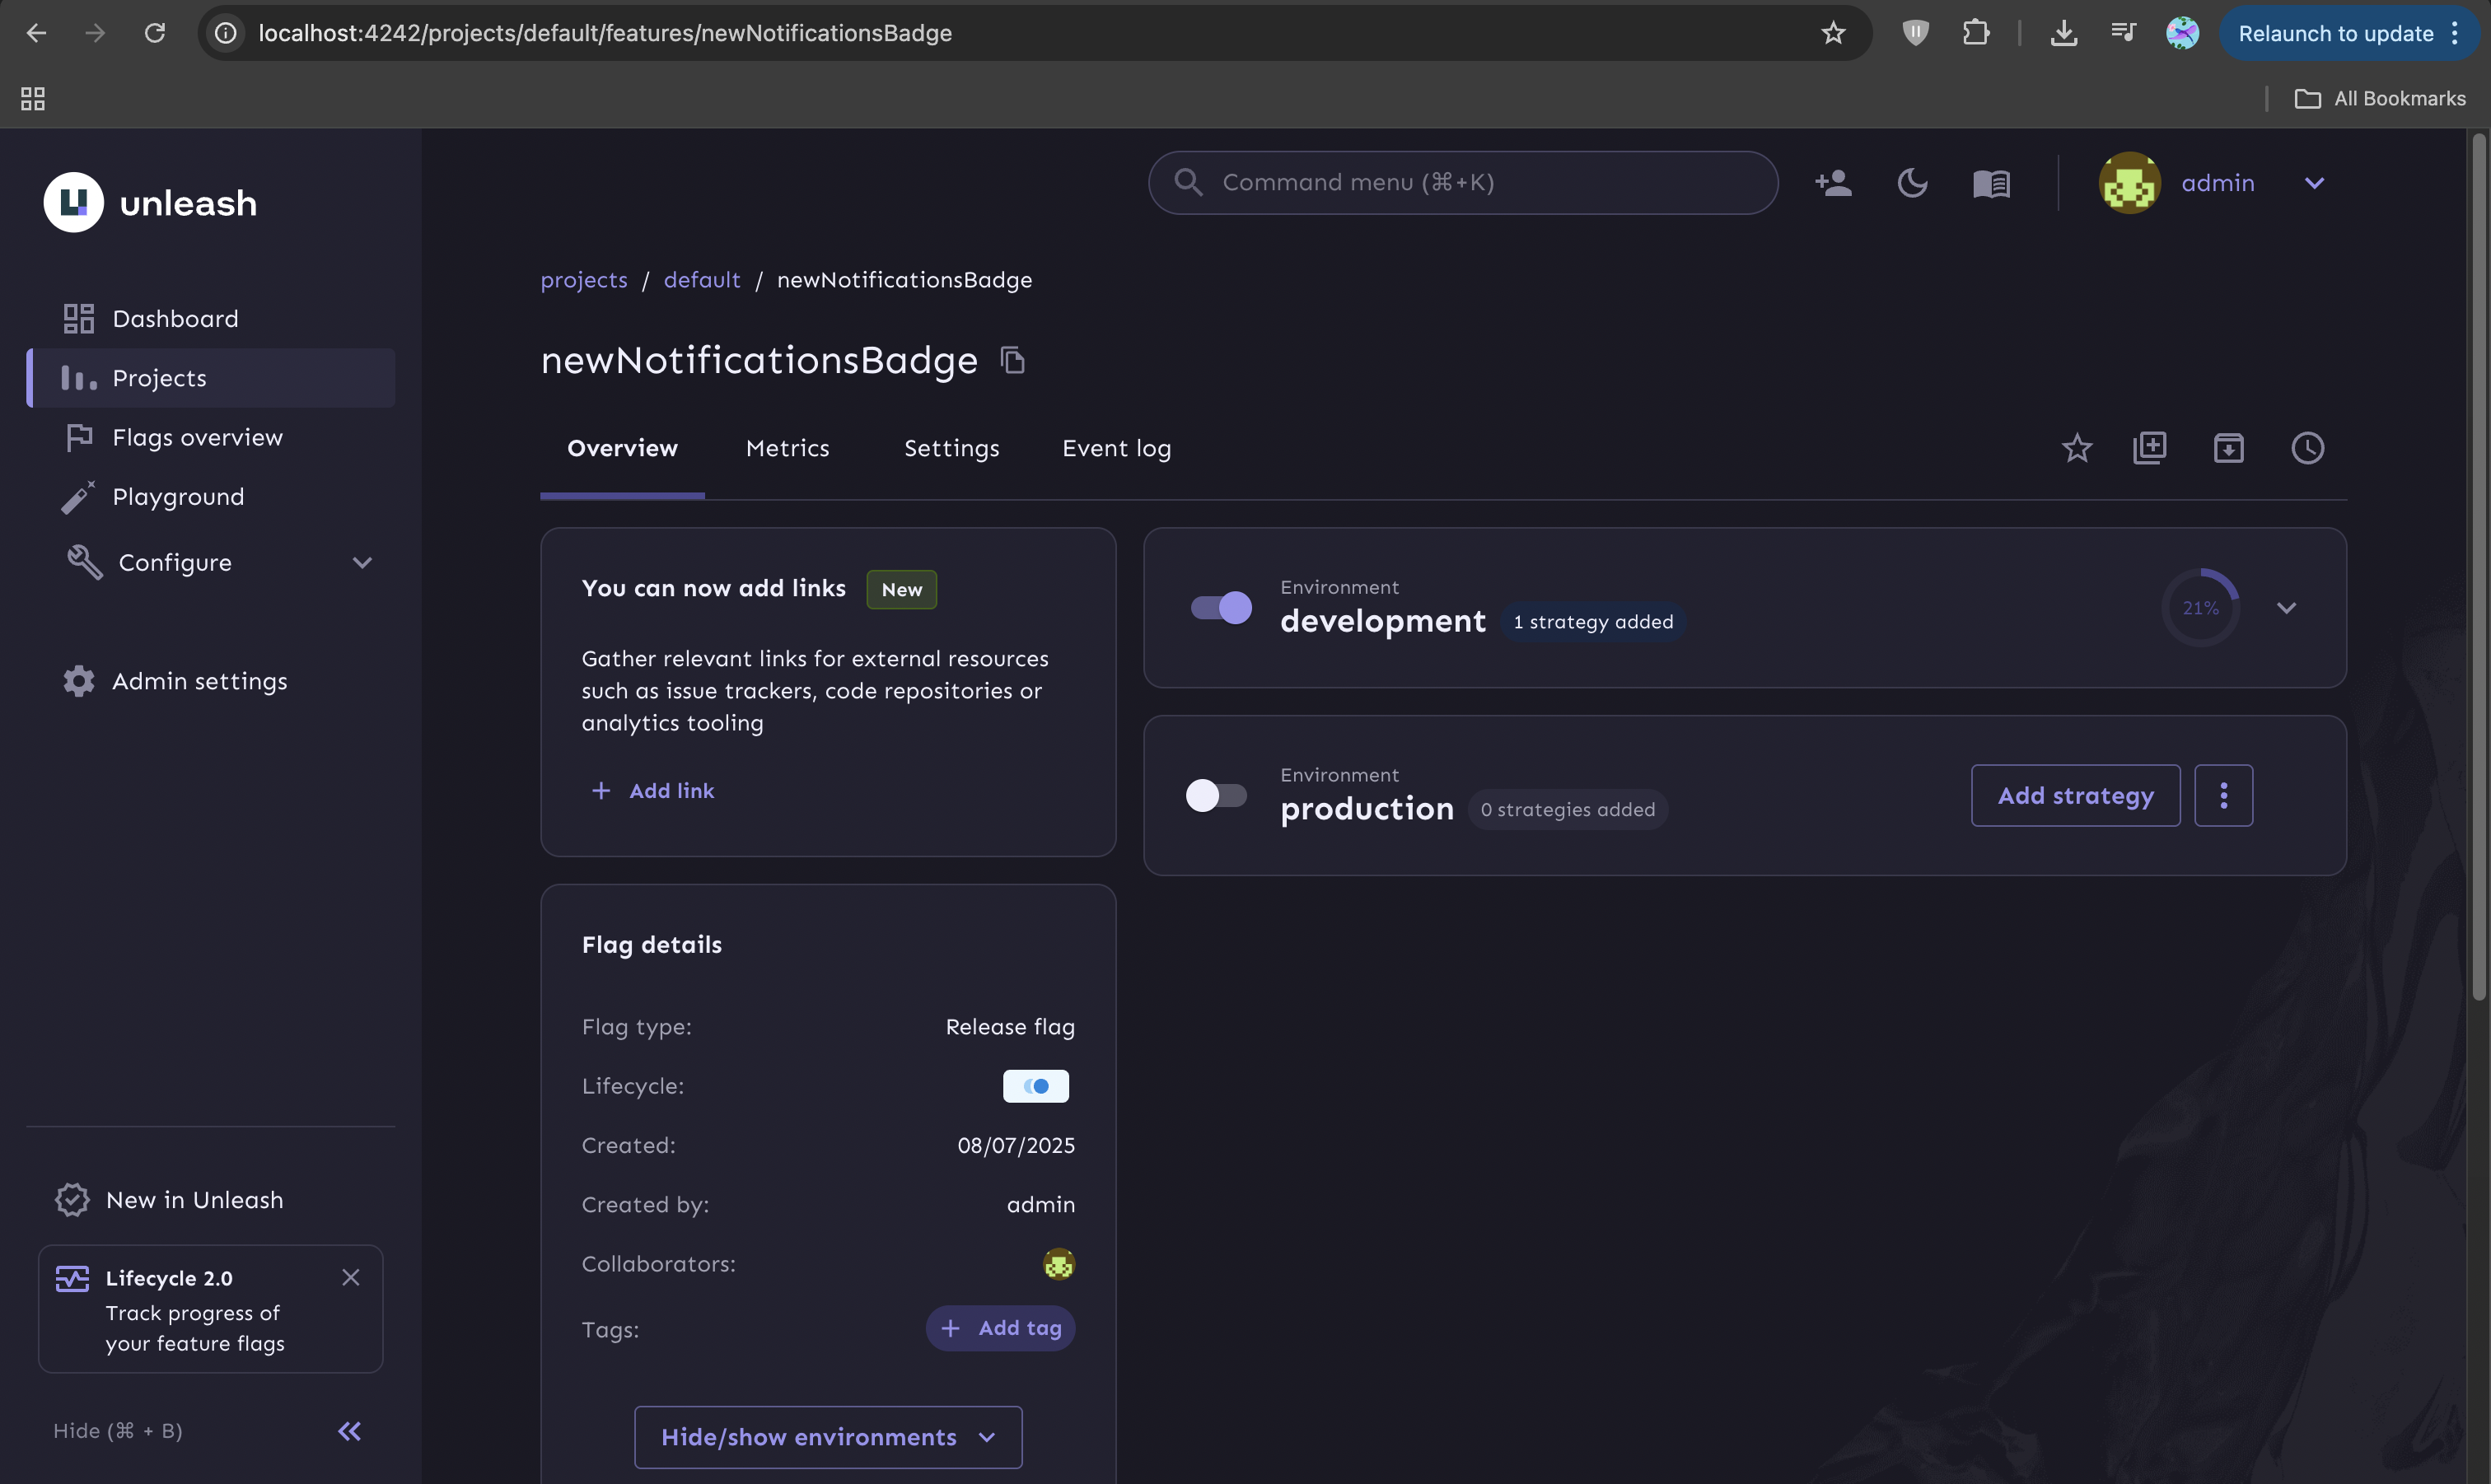 localhost:4242/projects/default/features/newNotificationsBadge
Relaunch to update
All Bookmarks
unleash
Command menu (⌘+K)
admin
Dashboard
Projects
Flags overview
Playground
Configure
Admin settings
projects / default / newNotificationsBadge
newNotificationsBadge
Overview Metrics Settings Event log
You can now add links New
Gather relevant links for external resources
such as issue trackers, code repositories or
analytics tooling
+ Add link
Environment
development 1 strategy added
21%
Environment
production 0 strategies added
Add strategy
Flag details
Flag type: Release flag
Lifecycle:
Created: 08/07/2025
Created by: admin
Collaborators:
Tags: + Add tag
Hide/show environments
New in Unleash
Lifecycle 2.0
Track progress of
your feature flags
Hide (⌘ + B)